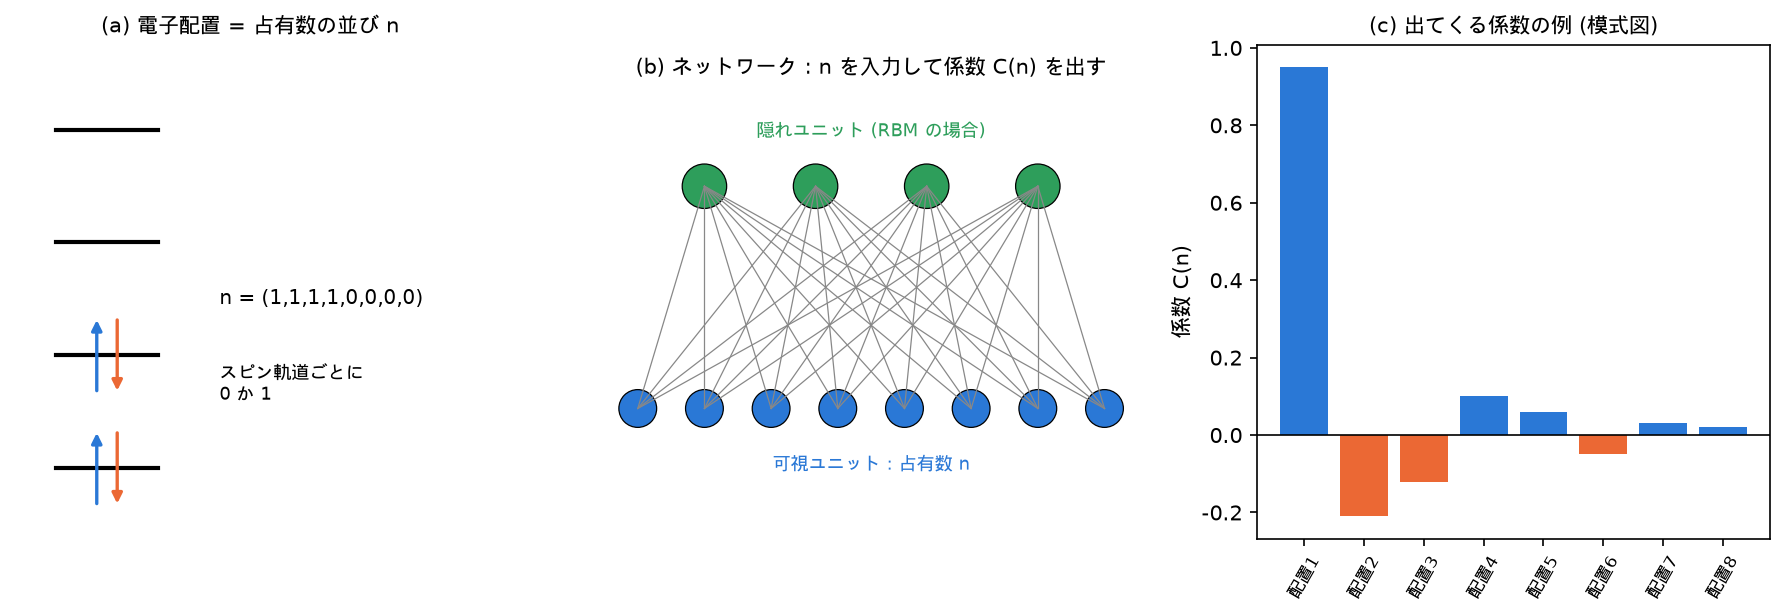 (a) 電子配置 = 占有数の並び n
n = (1,1,1,1,0,0,0,0)
スピン軌道ごとに
0 か 1
(b) ネットワーク : n を入力して係数 C(n) を出す
隠れユニット (RBM の場合)
可視ユニット : 占有数 n
(c) 出てくる係数の例 (模式図)
係数 C(n)
1.0
0.8
0.6
0.4
0.2
0.0
-0.2
配置1
配置2
配置3
配置4
配置5
配置6
配置7
配置8